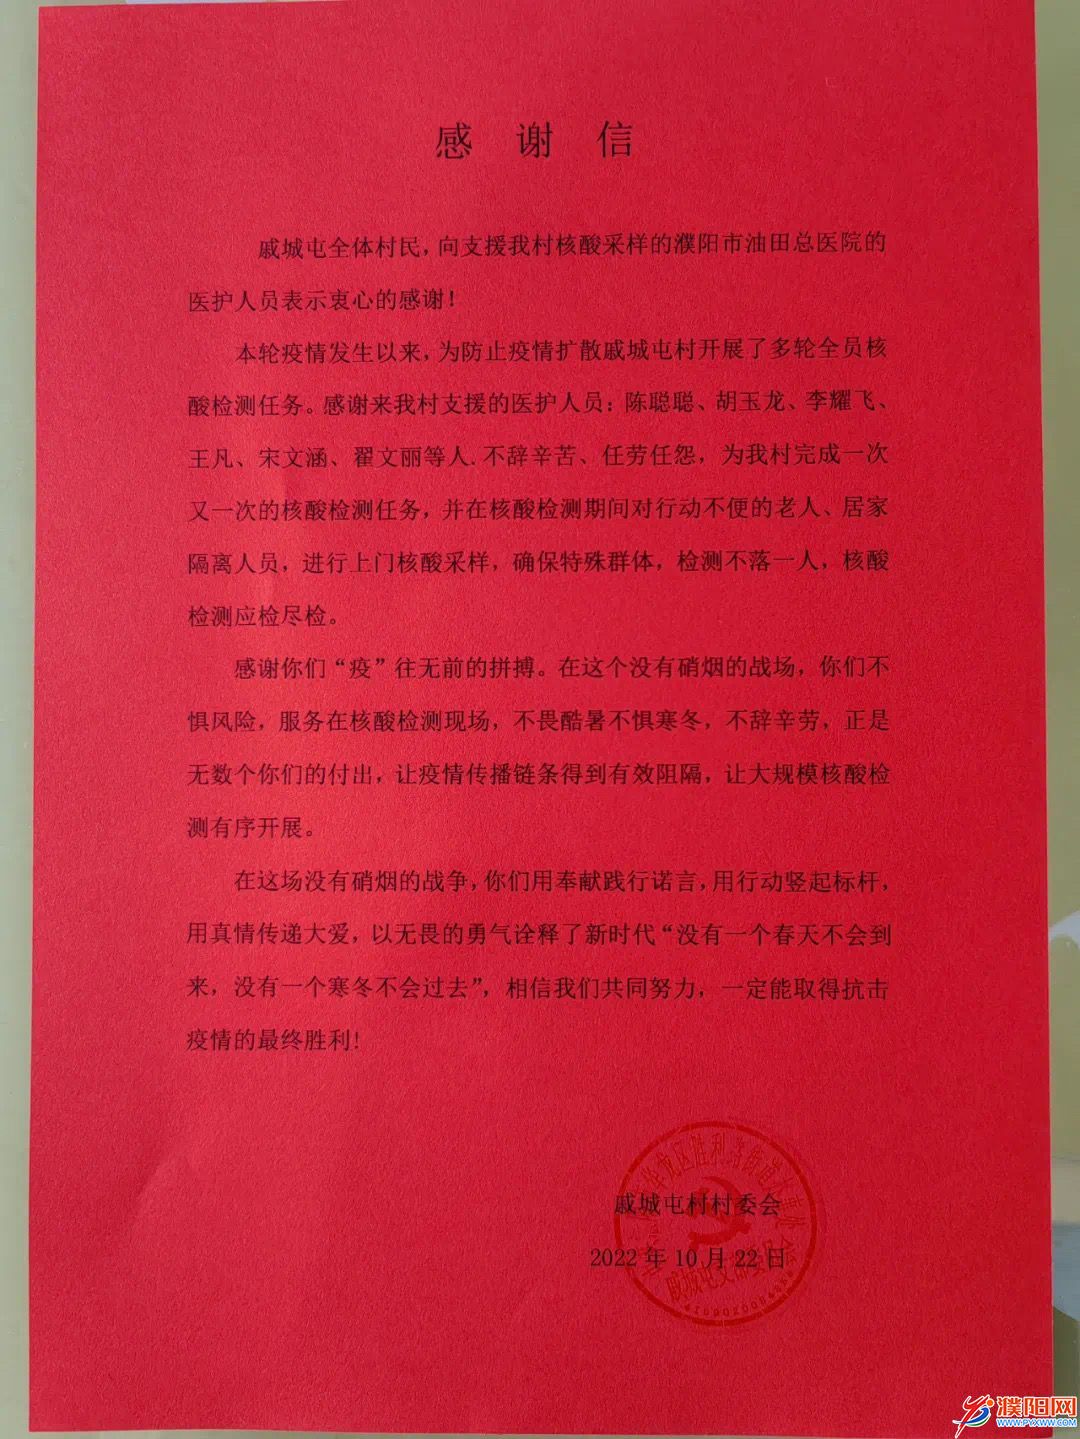 感 谢 信
戚城屯全体村民，向支援我村核酸采样的濮阳市油田总医院的
医护人员表示衷心的感谢！
本轮疫情发生以来，为防止疫情扩散戚城屯村开展了多轮全员核
酸检测任务。感谢来我村支援的医护人员：陈聪聪、胡玉龙、李耀飞、
王凡、宋文涵、翟文丽等人.不辞辛苦、任劳任怨，为我村完成一次
又一次的核酸检测任务，并在核酸检测期间对行动不便的老人、居家
隔离人员，进行上门核酸采样，确保特殊群体，检测不落一人，核酸
检测应检尽检。
感谢你们“疫”往无前的拼搏。在这个没有硝烟的战场，你们不
惧风险，服务在核酸检测现场，不畏酷暑不惧寒冬，不辞辛劳，正是
无数个你们的付出，让疫情传播链条得到有效阻隔，让大规模核酸检
测有序开展。
在这场没有硝烟的战争，你们用奉献践行诺言，用行动竖起标杆，
用真情传递大爱，以无畏的勇气诠释了新时代“没有一个春天不会到
来，没有一个寒冬不会过去”，相信我们共同努力，一定能取得抗击
疫情的最终胜利！
戚城屯村村委会
2022 年 10 月 22 日
濮阳网
WWW.PYXWW.COM